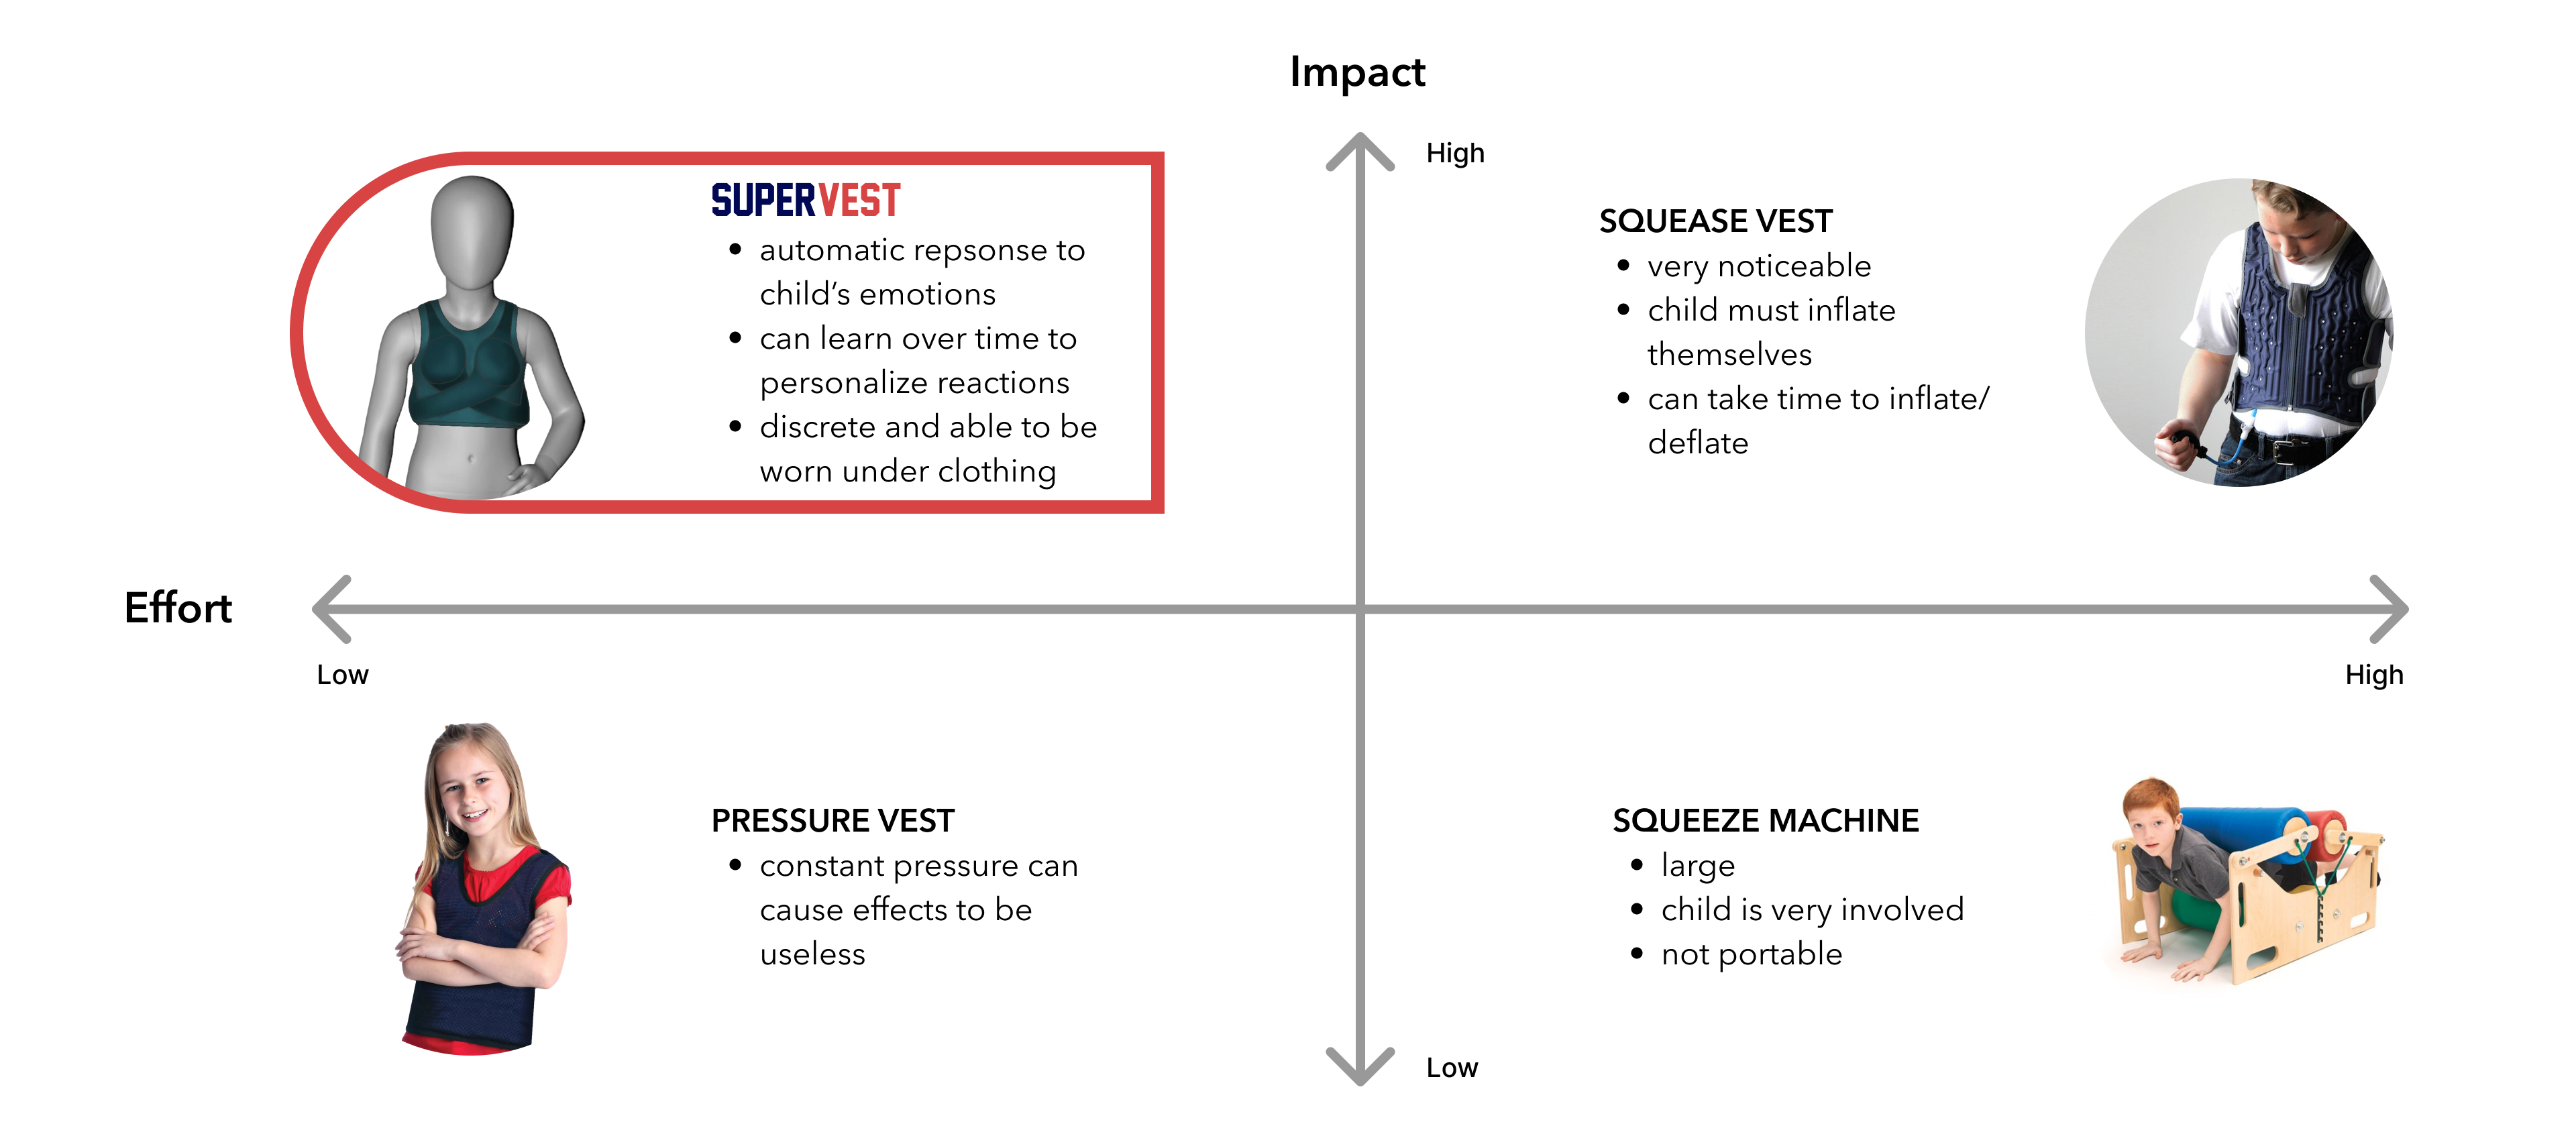 Impact
High
SUPERVEST
• automatic repsonse to
child’s emotions
• can learn over time to
personalize reactions
• discrete and able to be
worn under clothing
SQUEASE VEST
• very noticeable
• child must inflate
themselves
• can take time to inflate/
deflate
Effort
Low
High
PRESSURE VEST
• constant pressure can
cause effects to be
useless
SQUEEZE MACHINE
• large
• child is very involved
• not portable
Low